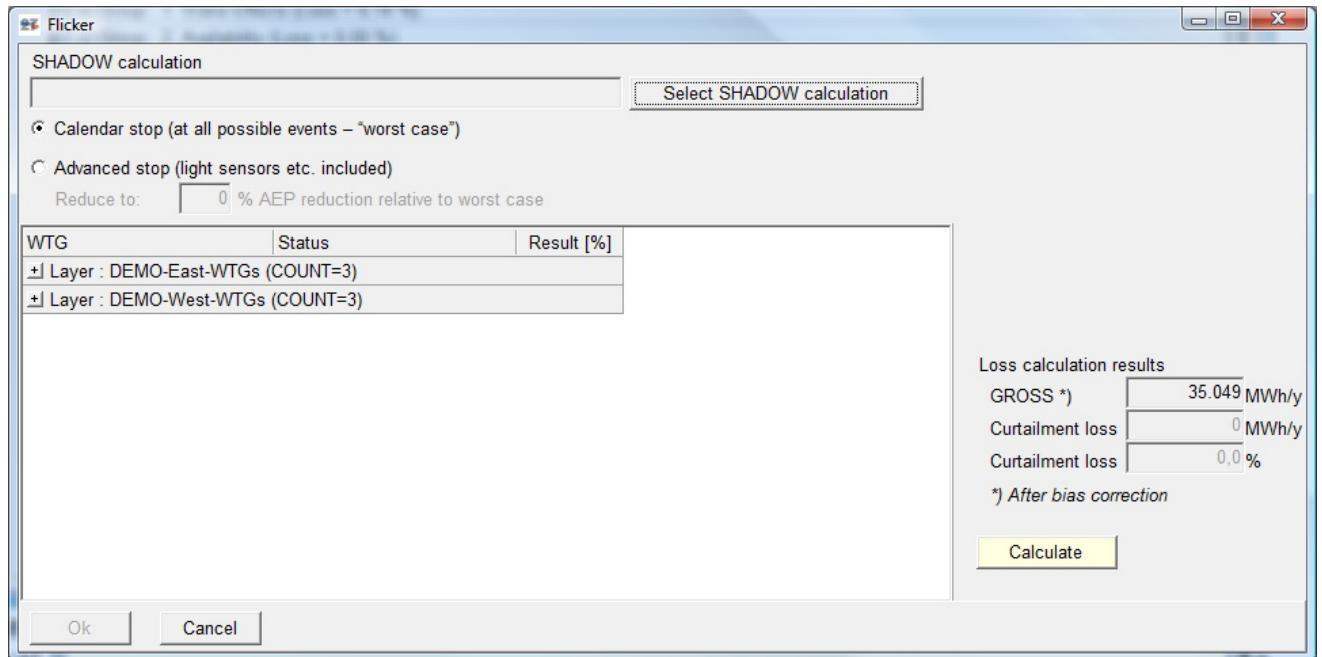 Flicker
SHADOW calculation
Select SHADOW calculation
Calendar stop (at all possible events – “worst case”)
Advanced stop (light sensors etc. included)
Reduce to: 0 % AEP reduction relative to worst case
WTG Status Result [%]
Layer : DEMO-East-WTGs (COUNT=3)
Layer : DEMO-West-WTGs (COUNT=3)
Loss calculation results
GROSS *) 35.049 MWh/y
Curtailment loss 0 MWh/y
Curtailment loss 0,0 %
*) After bias correction
Calculate
Ok Cancel